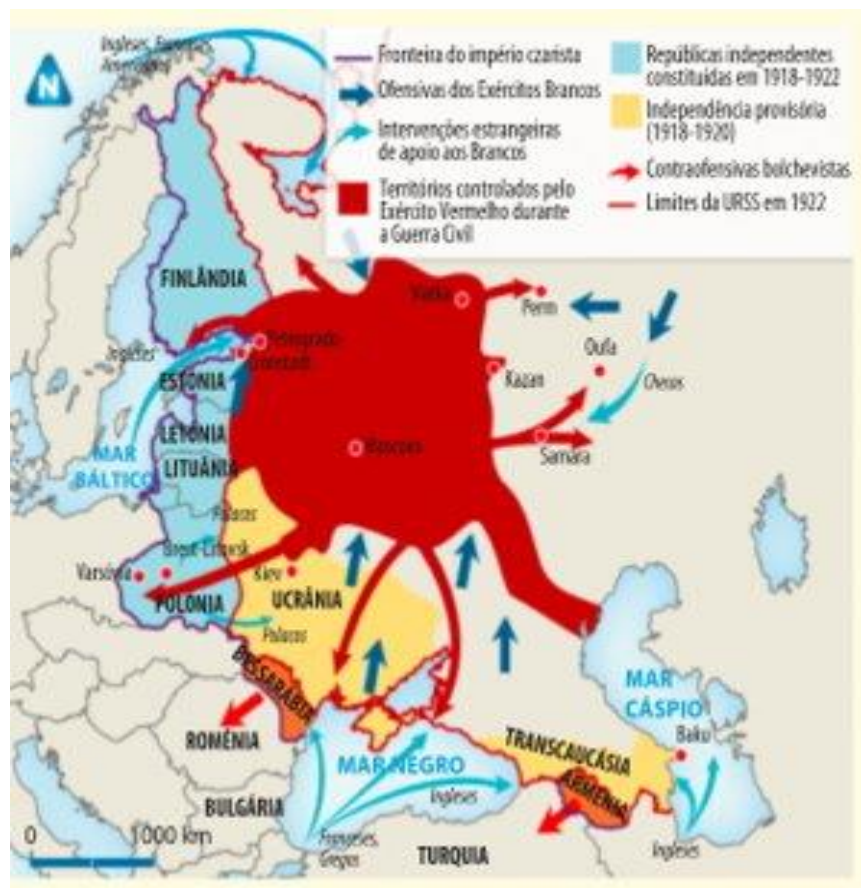 Ingleses, Franceses,
Americanos
N
Fronteira do império czarista
Ofensivas dos Exércitos Brancos
Intervenções estrangeiras
de apoio aos Brancos
Territórios controlados pelo
Exército Vermelho durante
a Guerra Civil
Repúblicas independentes
constituídas em 1918-1922
Independência provisória
(1918-1920)
Contraofensivas bolchevistas
Limites da URSS em 1922
FINLÂNDIA
Viatka
Perm
Petrogrado
Ingleses
Cronstadt
Oufa
ESTONIA
Kazan
Checos
LETONIA
Moscovo
Samara
MAR
BÁLTICO
LITUÂNIA
Polacos
Brest-Litovsk
Varsóvia
Kiev
POLONIA
UCRÂNIA
Polacos
BESSARÁBIA
MAR
CÁSPIO
ROMÉNIA
TRANSCAUCÁSIA
Baku
MAR NEGRO
ARMÉNIA
BULGÁRIA
Ingleses
0
1000 km
Franceses,
Gregos
TURQUIA
Ingleses